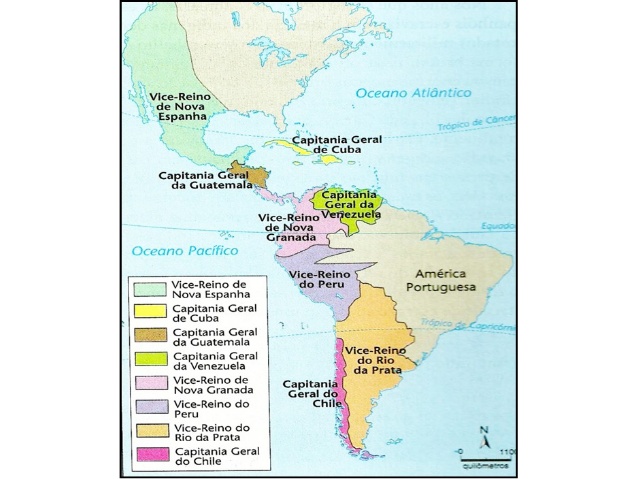 Vice-Reino
de Nova
Espanha
Oceano Atlântico
Trópico de Câncer
Capitania Geral
de Cuba
Capitania Geral
da Guatemala
Capitania
Geral da
Venezuela
Vice-Reino
de Nova
Granada
Equador
Oceano Pacífico
Vice-Reino
do Peru
América
Portuguesa
Trópico de Capricórnio
Vice-Reino
do Rio
da Prata
Capitania
Geral do
Chile
Vice-Reino de
Nova Espanha
Capitania Geral
de Cuba
Capitania Geral
da Guatemala
Capitania Geral
da Venezuela
Vice-Reino de
Nova Granada
Vice-Reino do
Peru
Vice-Reino do
Rio da Prata
Capitania Geral
do Chile
N
0 1100
quilômetros